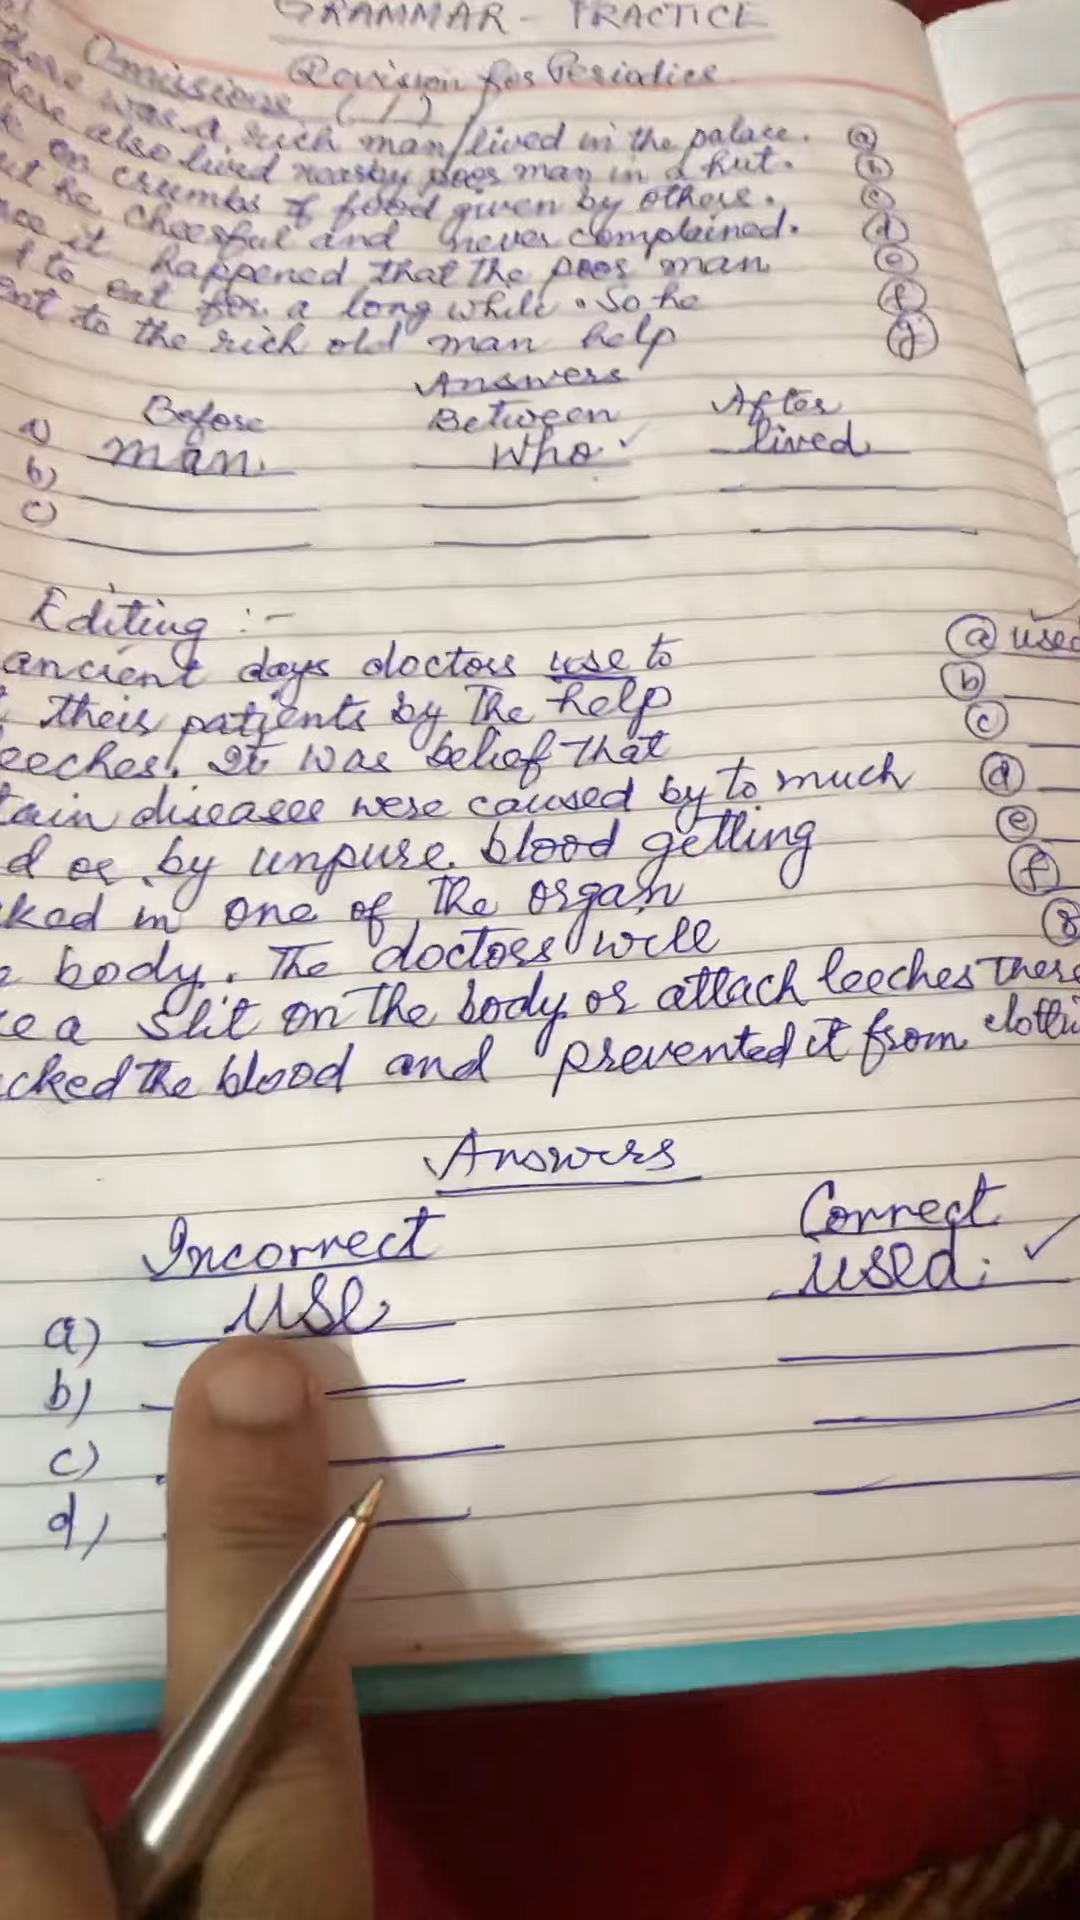 GRAMMAR - PRACTICE
Revision for Periodics
Omissions (/)
there was a rich man/lived in the palace. (a)
There also lived nearby poor man in a hut. (b)
on crumbs of food given by others. (c)
but he cheerful and never complained. (d)
it happened that the poor man (e)
to eat for a long while. So he (f)
to the rich old man help (g)
Answers
Before Between After
a) man. who ✓ lived
b)
c)
Editing :-
ancient days doctors use to (a) used
their patients by the help (b)
leeches. It was belief that (c)
diseases were caused by to much (d)
or by unpure blood getting (e)
in one of the organ (f)
body. The doctors will (g)
a slit on the body or attach leeches There
the blood and prevented it from
Answers
Incorrect Correct
a) use used. ✓
b)
c)
d)